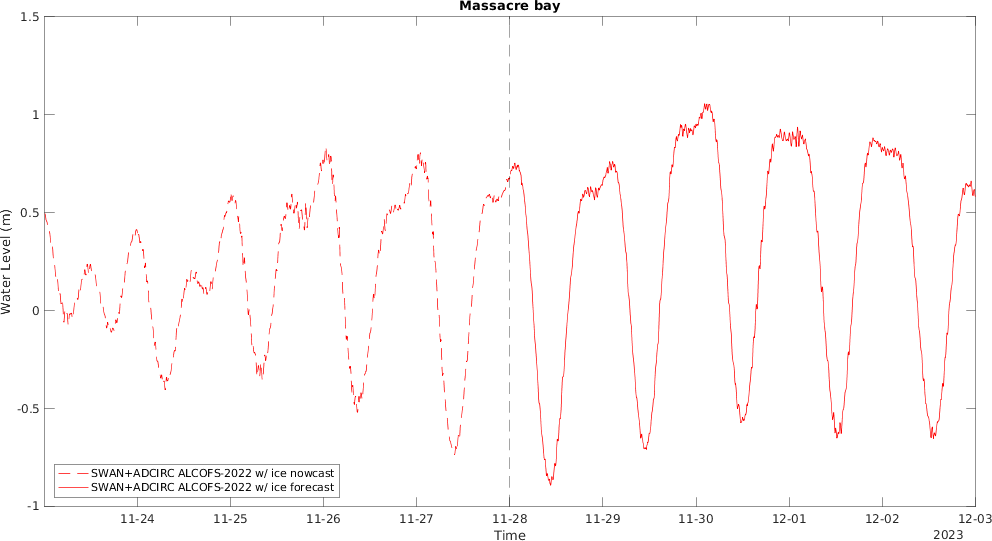 Massacre bay
1.5
1
0.5
0
-0.5
-1
Water Level (m)
SWAN+ADCIRC ALCOFS-2022 w/ ice nowcast
SWAN+ADCIRC ALCOFS-2022 w/ ice forecast
11-24 11-25 11-26 11-27 11-28 11-29 11-30 12-01 12-02 12-03
Time
2023